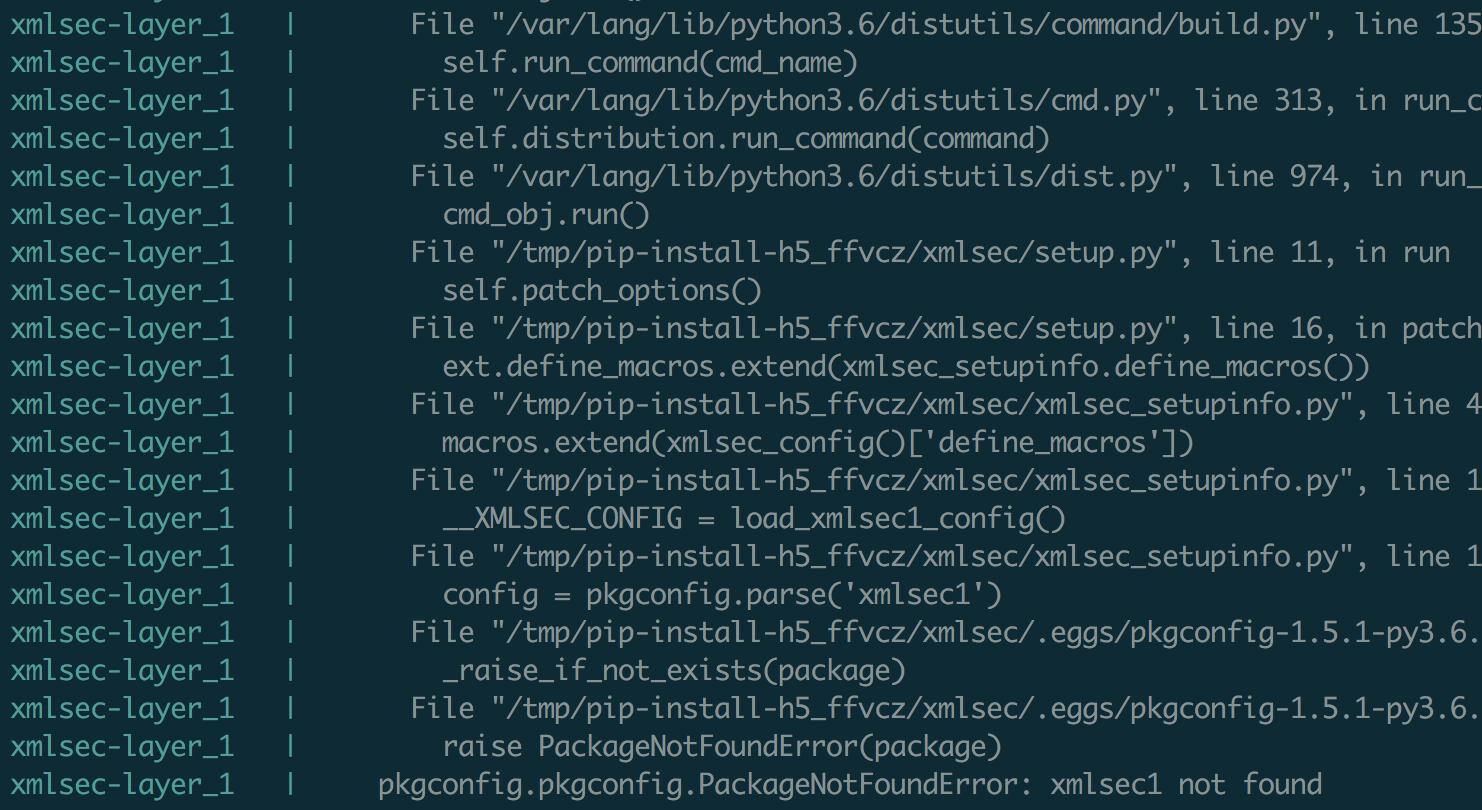 xmlsec-layer_1   |       File "/var/lang/lib/python3.6/distutils/command/build.py", line 135
xmlsec-layer_1   |         self.run_command(cmd_name)
xmlsec-layer_1   |       File "/var/lang/lib/python3.6/distutils/cmd.py", line 313, in run_c
xmlsec-layer_1   |         self.distribution.run_command(command)
xmlsec-layer_1   |       File "/var/lang/lib/python3.6/distutils/dist.py", line 974, in run_
xmlsec-layer_1   |         cmd_obj.run()
xmlsec-layer_1   |       File "/tmp/pip-install-h5_ffvcz/xmlsec/setup.py", line 11, in run
xmlsec-layer_1   |         self.patch_options()
xmlsec-layer_1   |       File "/tmp/pip-install-h5_ffvcz/xmlsec/setup.py", line 16, in patch
xmlsec-layer_1   |         ext.define_macros.extend(xmlsec_setupinfo.define_macros())
xmlsec-layer_1   |       File "/tmp/pip-install-h5_ffvcz/xmlsec/xmlsec_setupinfo.py", line 4
xmlsec-layer_1   |         macros.extend(xmlsec_config()['define_macros'])
xmlsec-layer_1   |       File "/tmp/pip-install-h5_ffvcz/xmlsec/xmlsec_setupinfo.py", line 1
xmlsec-layer_1   |         __XMLSEC_CONFIG = load_xmlsec1_config()
xmlsec-layer_1   |       File "/tmp/pip-install-h5_ffvcz/xmlsec/xmlsec_setupinfo.py", line 1
xmlsec-layer_1   |         config = pkgconfig.parse('xmlsec1')
xmlsec-layer_1   |       File "/tmp/pip-install-h5_ffvcz/xmlsec/.eggs/pkgconfig-1.5.1-py3.6.
xmlsec-layer_1   |         _raise_if_not_exists(package)
xmlsec-layer_1   |       File "/tmp/pip-install-h5_ffvcz/xmlsec/.eggs/pkgconfig-1.5.1-py3.6.
xmlsec-layer_1   |         raise PackageNotFoundError(package)
xmlsec-layer_1   |     pkgconfig.pkgconfig.PackageNotFoundError: xmlsec1 not found